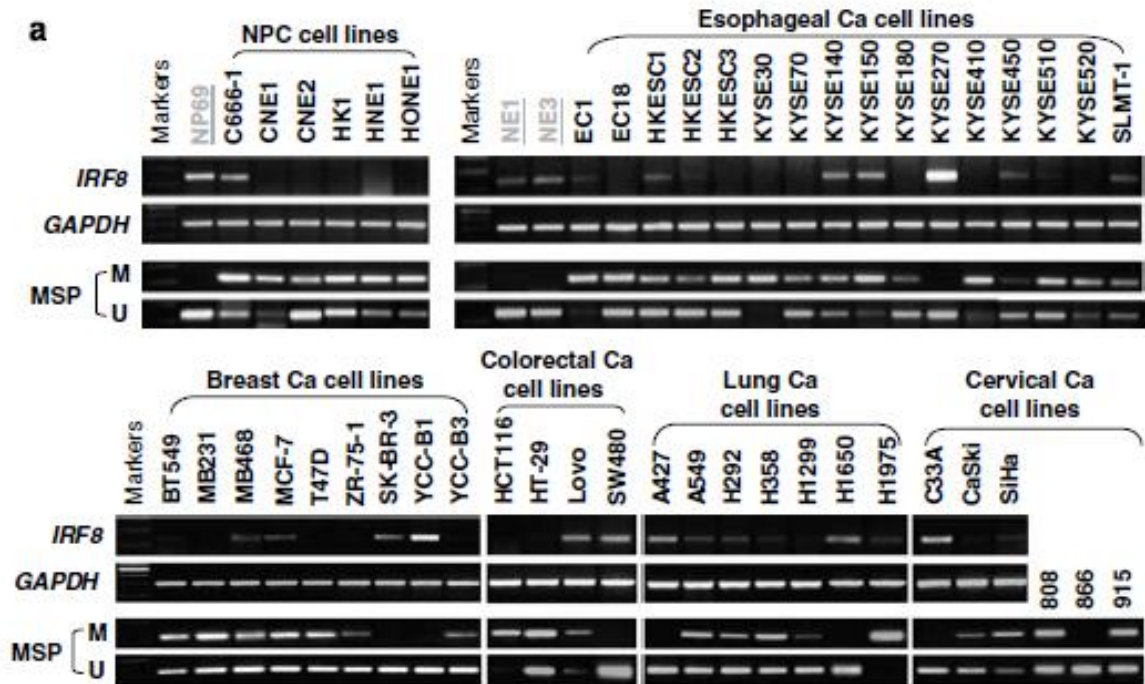 a
NPC cell lines
Esophageal Ca cell lines
Markers
NP69
C666-1
CNE1
CNE2
HK1
HNE1
HONE1
Markers
NE1
NE3
EC1
EC18
HKESC1
HKESC2
HKESC3
KYSE30
KYSE70
KYSE140
KYSE150
KYSE180
KYSE270
KYSE410
KYSE450
KYSE510
KYSE520
SLMT-1
IRF8
GAPDH
MSP
M
U
Breast Ca cell lines
Colorectal Ca
cell lines
Lung Ca
cell lines
Cervical Ca
cell lines
Markers
BT549
MB231
MB468
MCF-7
T47D
ZR-75-1
SK-BR-3
YCC-B1
YCC-B3
HCT116
HT-29
Lovo
SW480
A427
A549
H292
H358
H1299
H1650
H1975
C33A
CaSki
SiHa
IRF8
GAPDH
808
866
915
MSP
M
U